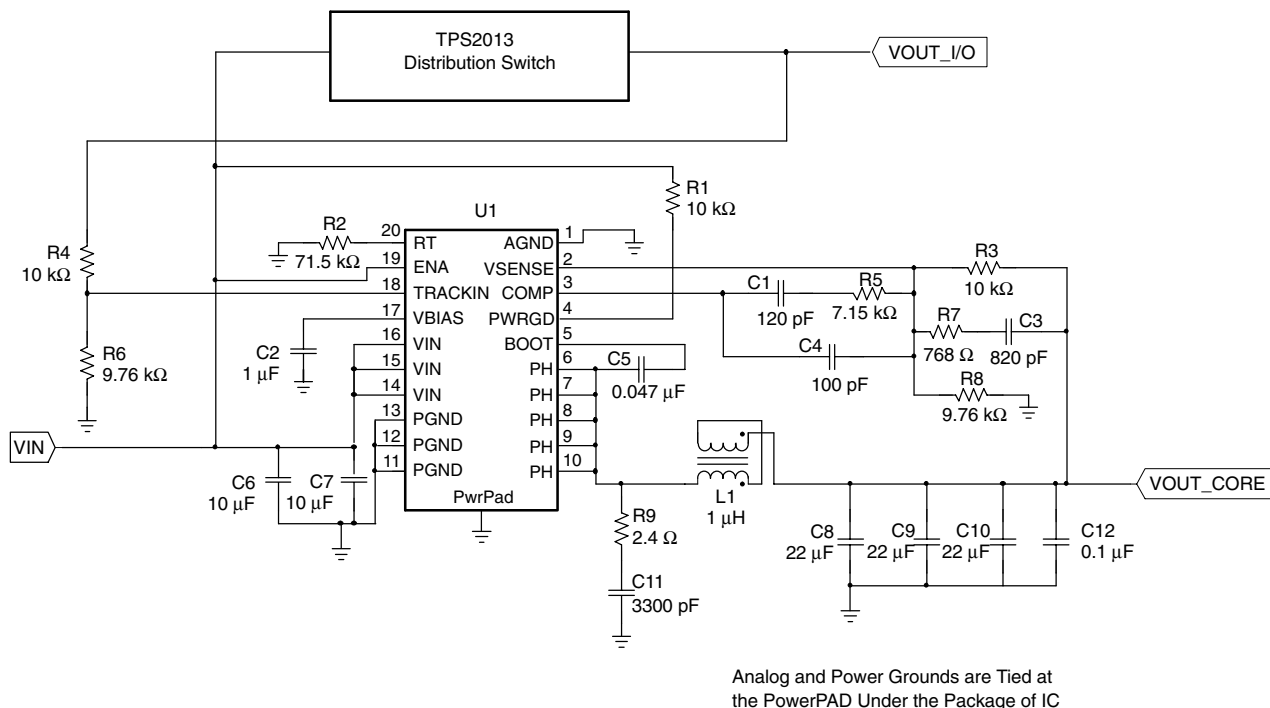 TPS2013
Distribution Switch
VOUT_I/O
R1
10 kΩ
U1
R2
71.5 kΩ
R4
10 kΩ
R6
9.76 kΩ
C2
1 μF
20 RT
19 ENA
18 TRACKIN
17 VBIAS
16 VIN
15 VIN
14 VIN
13 PGND
12 PGND
11 PGND
AGND 1
VSENSE 2
COMP 3
PWRGD 4
BOOT 5
PH 6
PH 7
PH 8
PH 9
PH 10
PwrPad
C1
120 pF
R5
7.15 kΩ
R3
10 kΩ
R7
768 Ω
C3
820 pF
C4
100 pF
R8
9.76 kΩ
C5
0.047 μF
VIN
C6
10 μF
C7
10 μF
L1
1 μH
R9
2.4 Ω
C11
3300 pF
VOUT_CORE
C8
22 μF
C9
22 μF
C10
22 μF
C12
0.1 μF
Analog and Power Grounds are Tied at
the PowerPAD Under the Package of IC